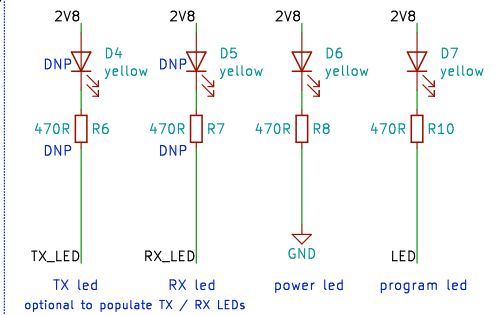 2V8 2V8 2V8 2V8
D4 D5 D6 D7
DNP yellow DNP yellow yellow yellow
470R R6 470R R7 470R R8 470R R10
DNP DNP
TX_LED RX_LED GND LED
TX led RX led power led program led
optional to populate TX / RX LEDs